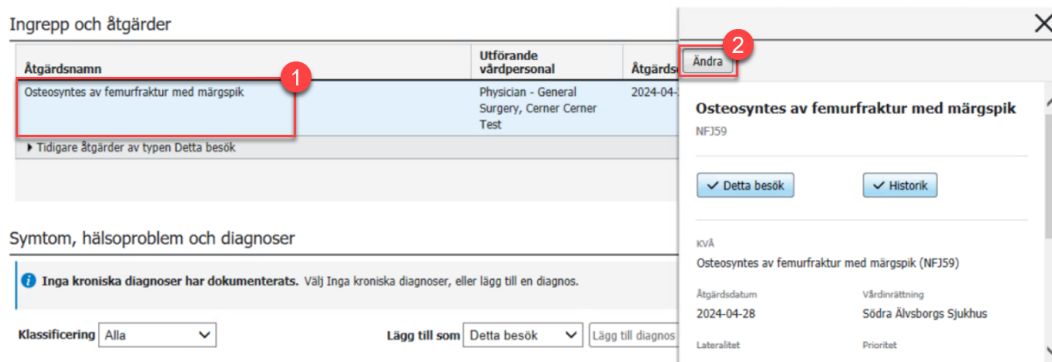 Ingrepp och åtgärder
Åtgärdsnamn
Utförande
vårdpersonal
Åtgärds
1
Osteosyntes av femurfraktur med märgspik
Physician - General
Surgery, Cerner Cerner
Test
2024-04-
Tidigare åtgärder av typen Detta besök
Symtom, hälsoproblem och diagnoser
Inga kroniska diagnoser har dokumenterats. Välj Inga kroniska diagnoser, eller lägg till en diagnos.
Klassificering Alla
Lägg till som Detta besök Lägg till diagnos
2
Ändra
Osteosyntes av femurfraktur med märgspik
NFJ59
Detta besök
Historik
KVÅ
Osteosyntes av femurfraktur med märgspik (NFJ59)
Åtgärdsdatum Vårdinrättning
2024-04-28 Södra Älvsborgs Sjukhus
Lateralitet Prioritet